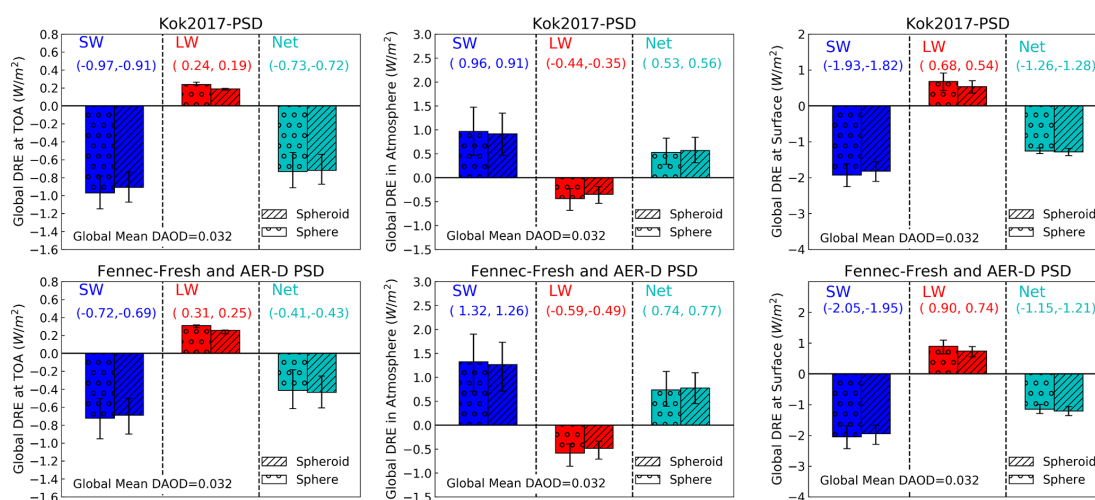 Kok2017-PSD
Global DRE at TOA (W/m²)
0.8
0.6
0.4
0.2
0.0
−0.2
−0.4
−0.6
−0.8
−1.0
−1.2
−1.4
−1.6
SW LW Net
(-0.97,-0.91) ( 0.24, 0.19) (-0.73,-0.72)
Spheroid
Sphere
Global Mean DAOD=0.032
Kok2017-PSD
Global DRE in Atmosphere (W/m²)
3.0
2.5
2.0
1.5
1.0
0.5
0.0
−0.5
−1.0
−1.5
SW LW Net
( 0.96, 0.91) (-0.44,-0.35) ( 0.53, 0.56)
Spheroid
Sphere
Global Mean DAOD=0.032
Kok2017-PSD
Global DRE at Surface (W/m²)
2
1
0
−1
−2
−3
−4
SW LW Net
(-1.93,-1.82) ( 0.68, 0.54) (-1.26,-1.28)
Spheroid
Sphere
Global Mean DAOD=0.032
Fennec-Fresh and AER-D PSD
Global DRE at TOA (W/m²)
0.8
0.6
0.4
0.2
0.0
−0.2
−0.4
−0.6
−0.8
−1.0
−1.2
−1.4
−1.6
SW LW Net
(-0.72,-0.69) ( 0.31, 0.25) (-0.41,-0.43)
Spheroid
Sphere
Global Mean DAOD=0.032
Fennec-Fresh and AER-D PSD
Global DRE in Atmosphere (W/m²)
3.0
2.5
2.0
1.5
1.0
0.5
0.0
−0.5
−1.0
−1.5
SW LW Net
( 1.32, 1.26) (-0.59,-0.49) ( 0.74, 0.77)
Spheroid
Sphere
Global Mean DAOD=0.032
Fennec-Fresh and AER-D PSD
Global DRE at Surface (W/m²)
2
1
0
−1
−2
−3
−4
SW LW Net
(-2.05,-1.95) ( 0.90, 0.74) (-1.15,-1.21)
Spheroid
Sphere
Global Mean DAOD=0.032